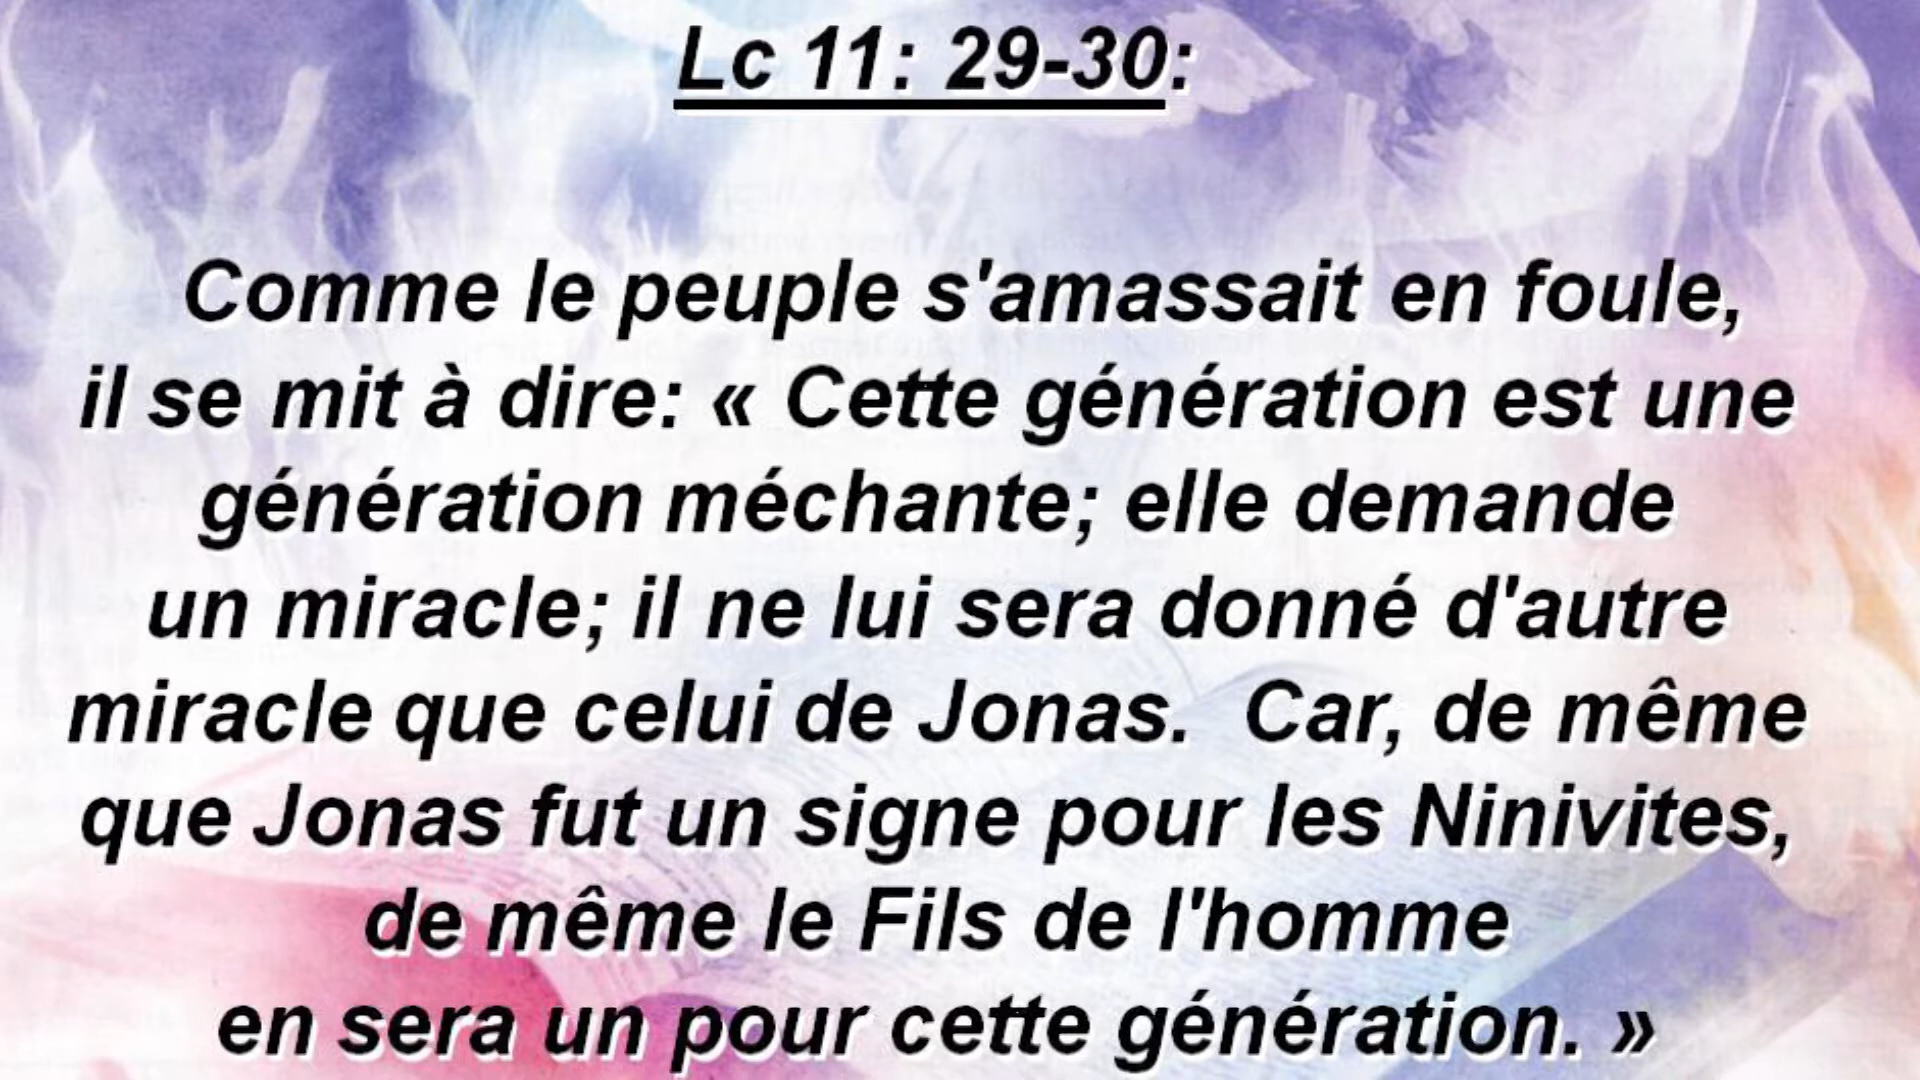 Lc 11: 29-30:
Comme le peuple s'amassait en foule,
il se mit à dire: « Cette génération est une
génération méchante; elle demande
un miracle; il ne lui sera donné d'autre
miracle que celui de Jonas.  Car, de même
que Jonas fut un signe pour les Ninivites,
de même le Fils de l'homme
en sera un pour cette génération. »